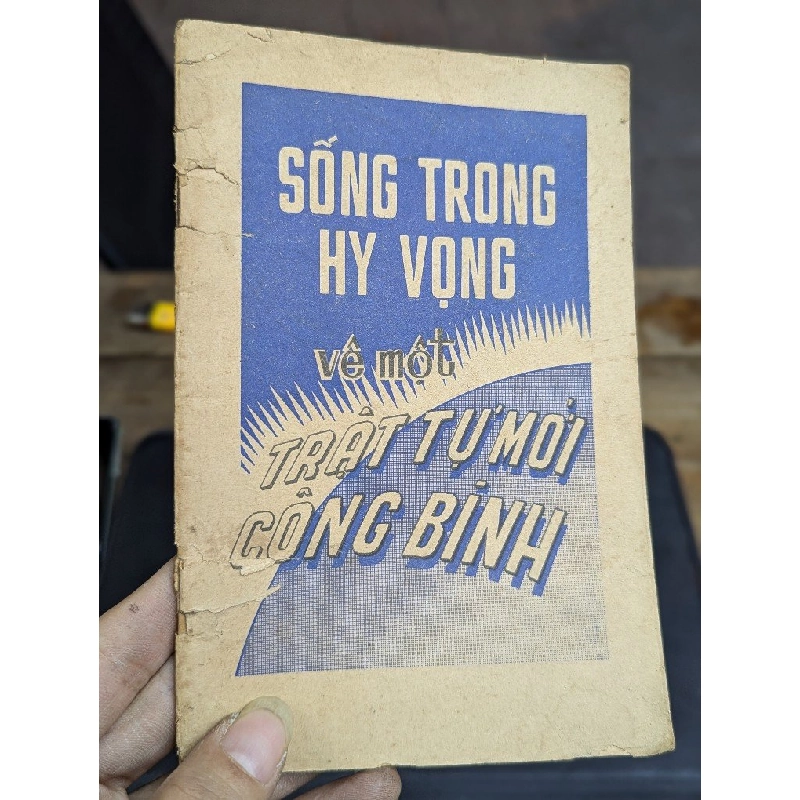 SỐNG TRONG
HY VỌNG
về một
TRẬT TỰ MỚI
CÔNG BÌNH